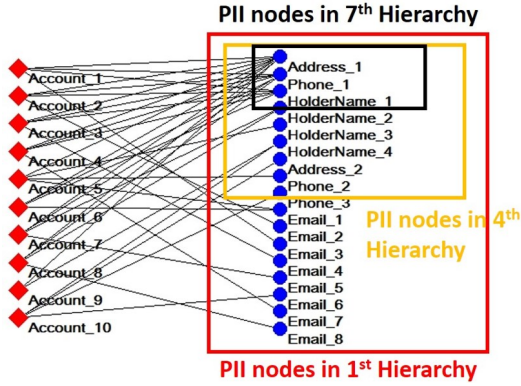 PII nodes in 7th Hierarchy
Account_1
Account_2
Account_3
Account_4
Account_5
Account_6
Account_7
Account_8
Account_9
Account_10
Address_1
Phone_1
HolderName_1
HolderName_2
HolderName_3
HolderName_4
Address_2
Phone_2
Phone_3
Email_1
Email_2
Email_3
Email_4
Email_5
Email_6
Email_7
Email_8
PII nodes in 4th
Hierarchy
PII nodes in 1st Hierarchy